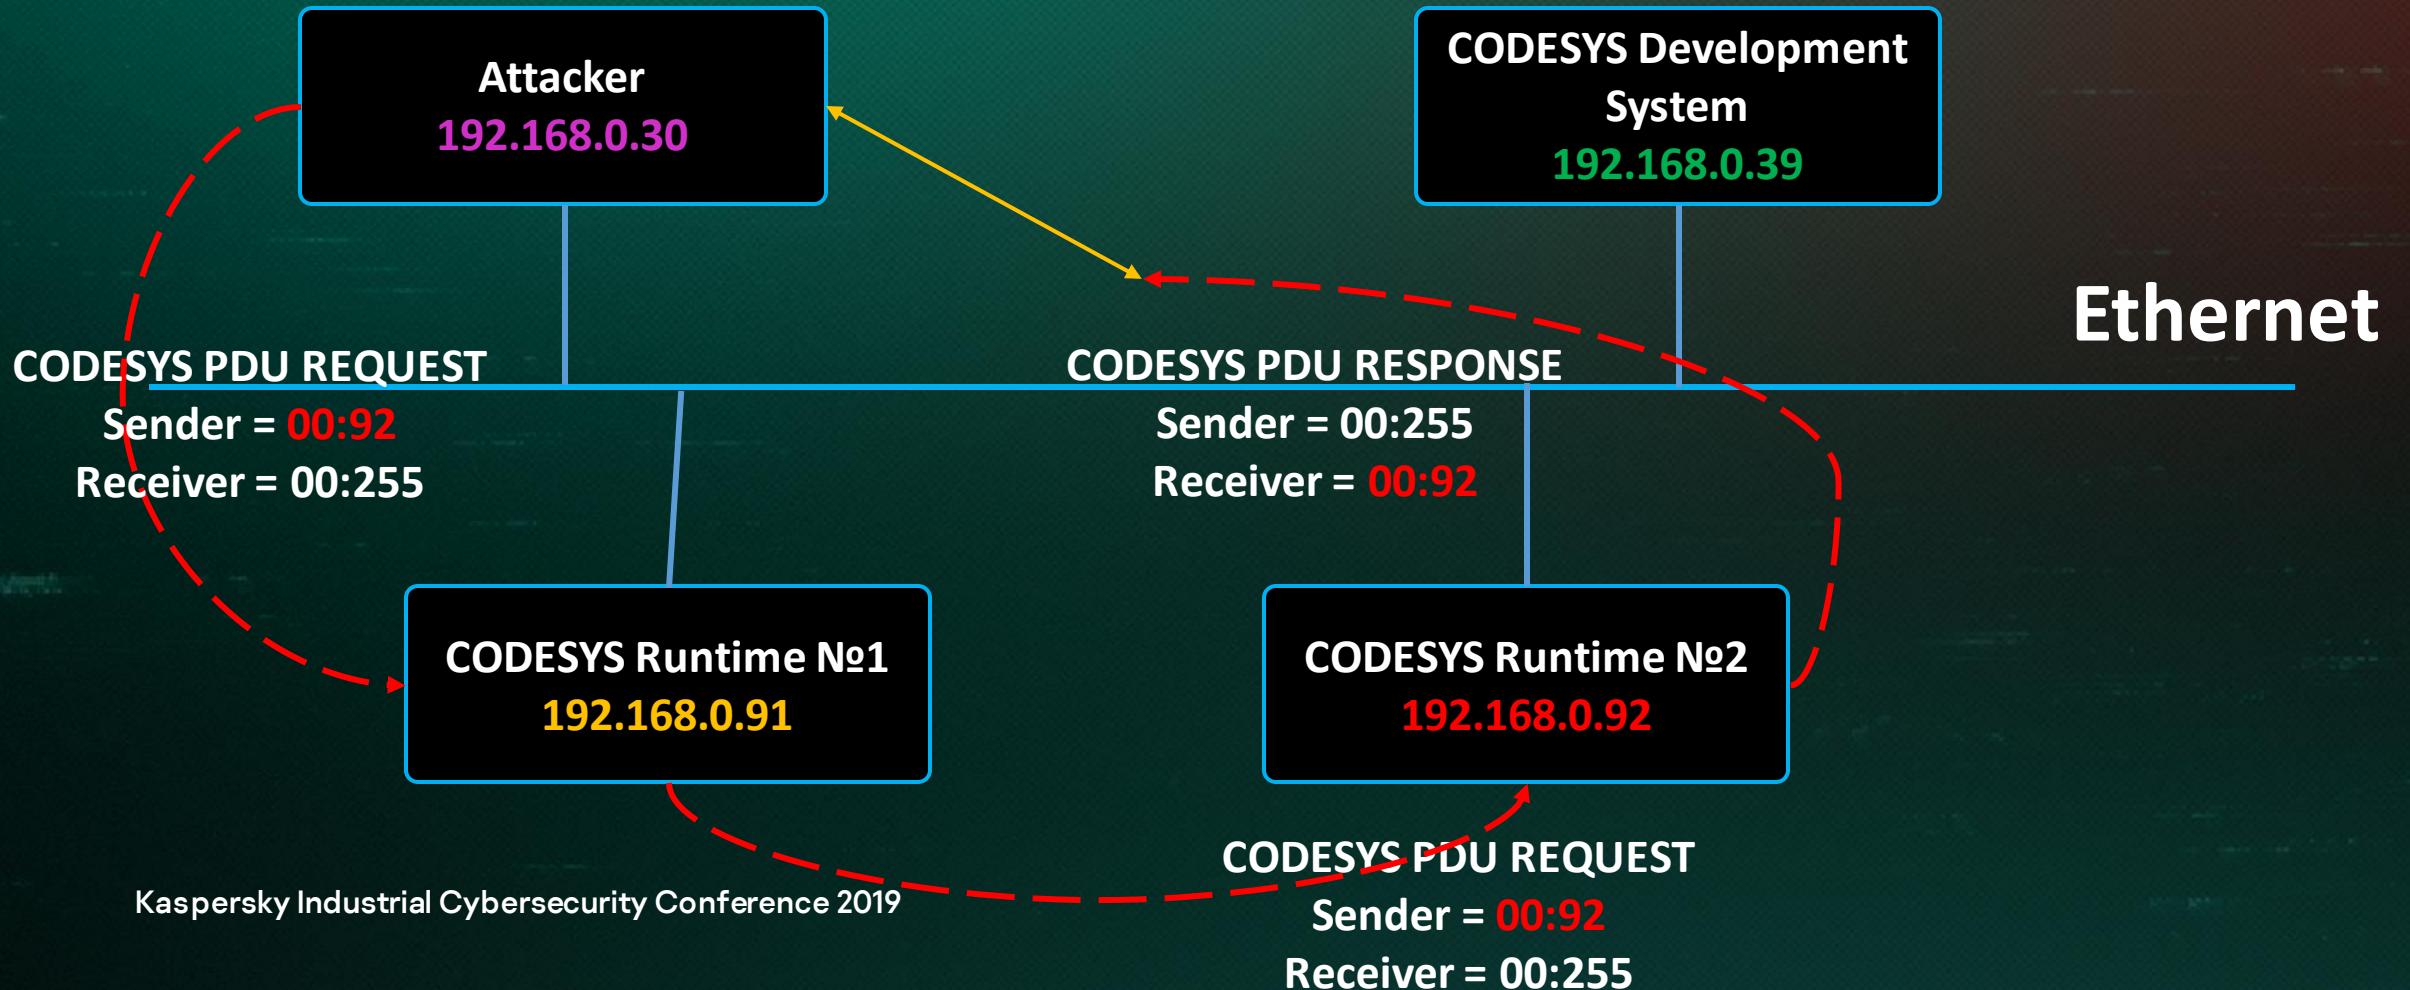 Attacker
192.168.0.30
CODESYS Development
System
192.168.0.39
Ethernet
CODESYS PDU REQUEST
Sender = 00:92
Receiver = 00:255
CODESYS PDU RESPONSE
Sender = 00:255
Receiver = 00:92
CODESYS Runtime №1
192.168.0.91
CODESYS Runtime №2
192.168.0.92
CODESYS PDU REQUEST
Sender = 00:92
Receiver = 00:255
Kaspersky Industrial Cybersecurity Conference 2019